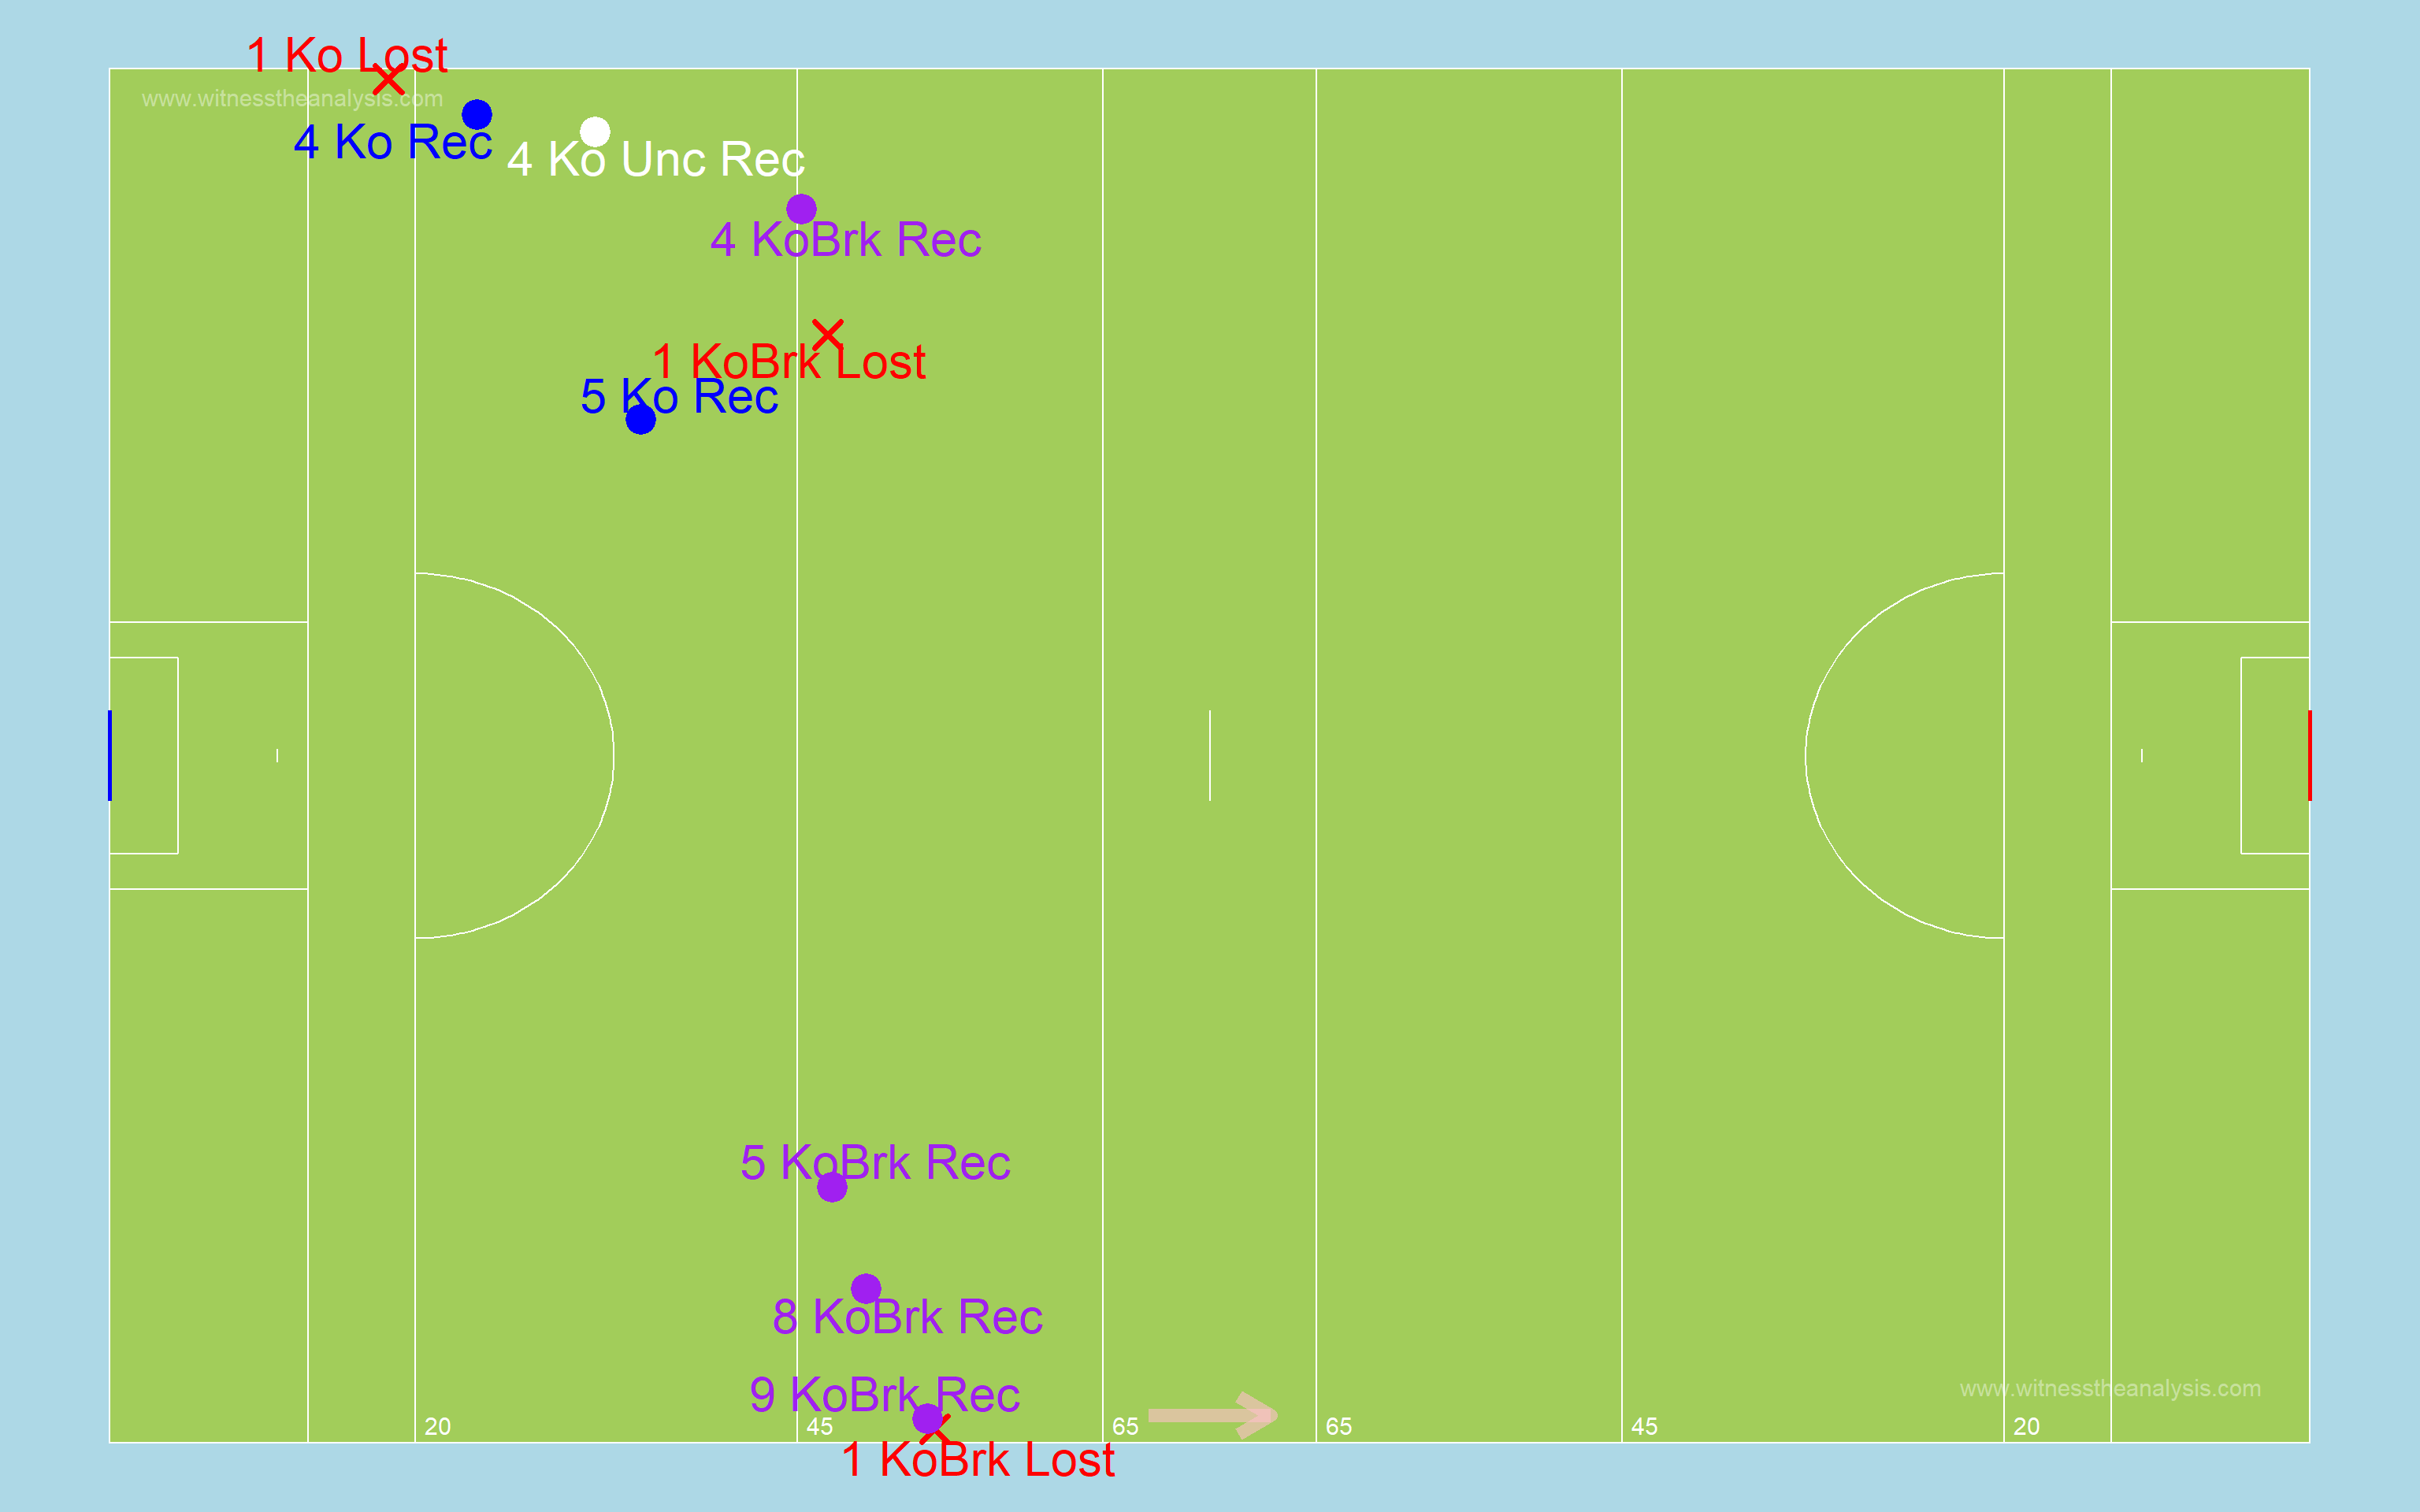 1 Ko Lost
www.witnesstheanalysis.com
4 Ko Rec
4 Ko Unc Rec
4 KoBrk Rec
1 KoBrk Lost
5 Ko Rec
5 KoBrk Rec
8 KoBrk Rec
9 KoBrk Rec
www.witnesstheanalysis.com
20 45 65 65 45 20
1 KoBrk Lost